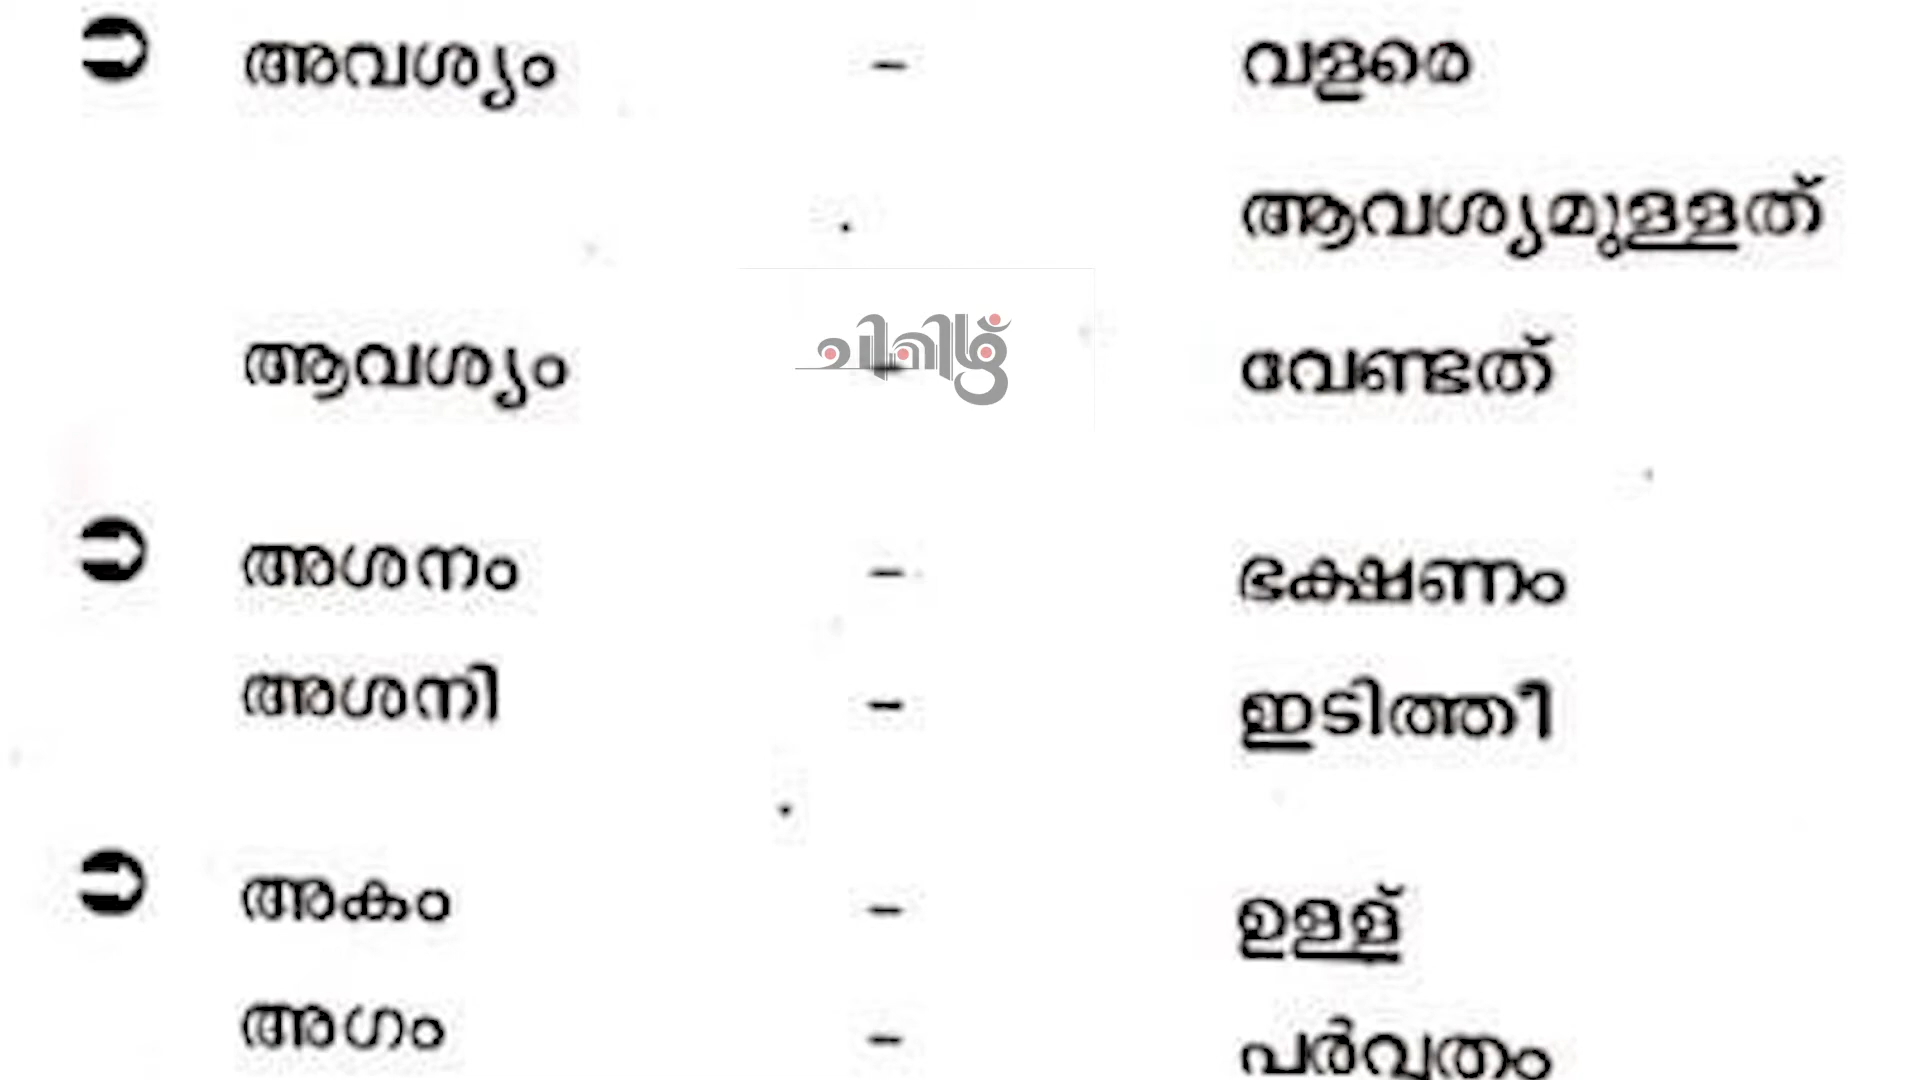 ➲ അവശ്യം - വളരെ
ആവശ്യമുള്ളത്
ആവശ്യം - വേണ്ടത്
➲ അശനം - ഭക്ഷണം
അശനി - ഇടിത്തീ
➲ അകം - ഉള്ള്
അഗം - പർവ്വതം